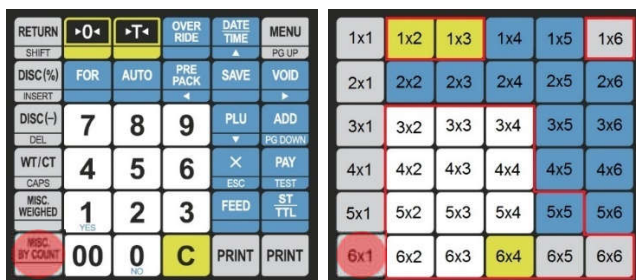 RETURN ▸0◂ ▸T◂ OVER RIDE DATE TIME MENU
SHIFT ▲ PG UP
DISC(%) FOR AUTO PRE PACK SAVE VOID
INSERT ◀ ▶
DISC(-) 7 8 9 PLU ADD
DEL ▼ PG DOWN
WT/CT 4 5 6 × PAY
CAPS ESC TEST
MISC. WEIGHED 1 2 3 FEED ST TTL
YES
MISC. BY COUNT 00 0 C PRINT PRINT
NO
1x1 1x2 1x3 1x4 1x5 1x6
2x1 2x2 2x3 2x4 2x5 2x6
3x1 3x2 3x3 3x4 3x5 3x6
4x1 4x2 4x3 4x4 4x5 4x6
5x1 5x2 5x3 5x4 5x5 5x6
6x1 6x2 6x3 6x4 6x5 6x6